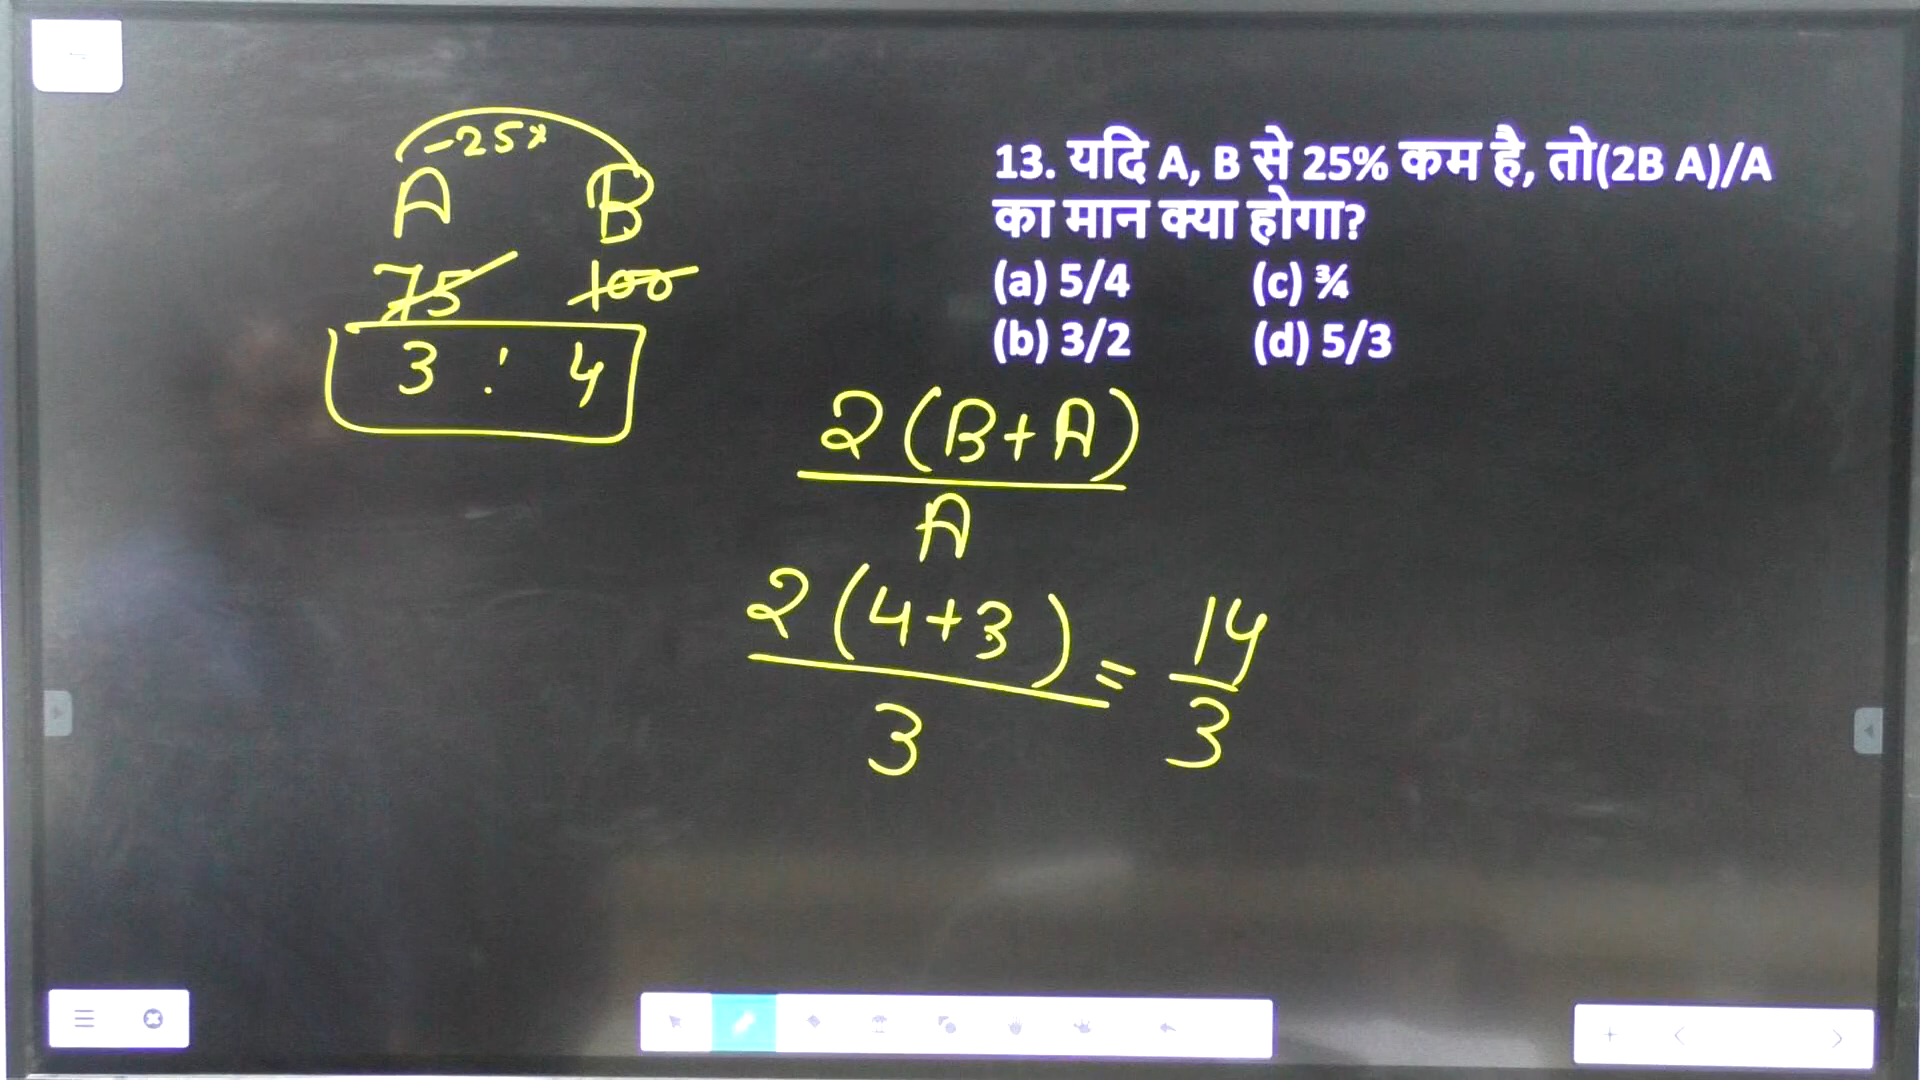 -25%
A B
75 100
3 : 4
13. यदि A, B से 25% कम है, तो(2B A)/A
का मान क्या होगा?
(a) 5/4 (c) ¾
(b) 3/2 (d) 5/3
2(B+A)
A
2(4+3) = 14
3 3